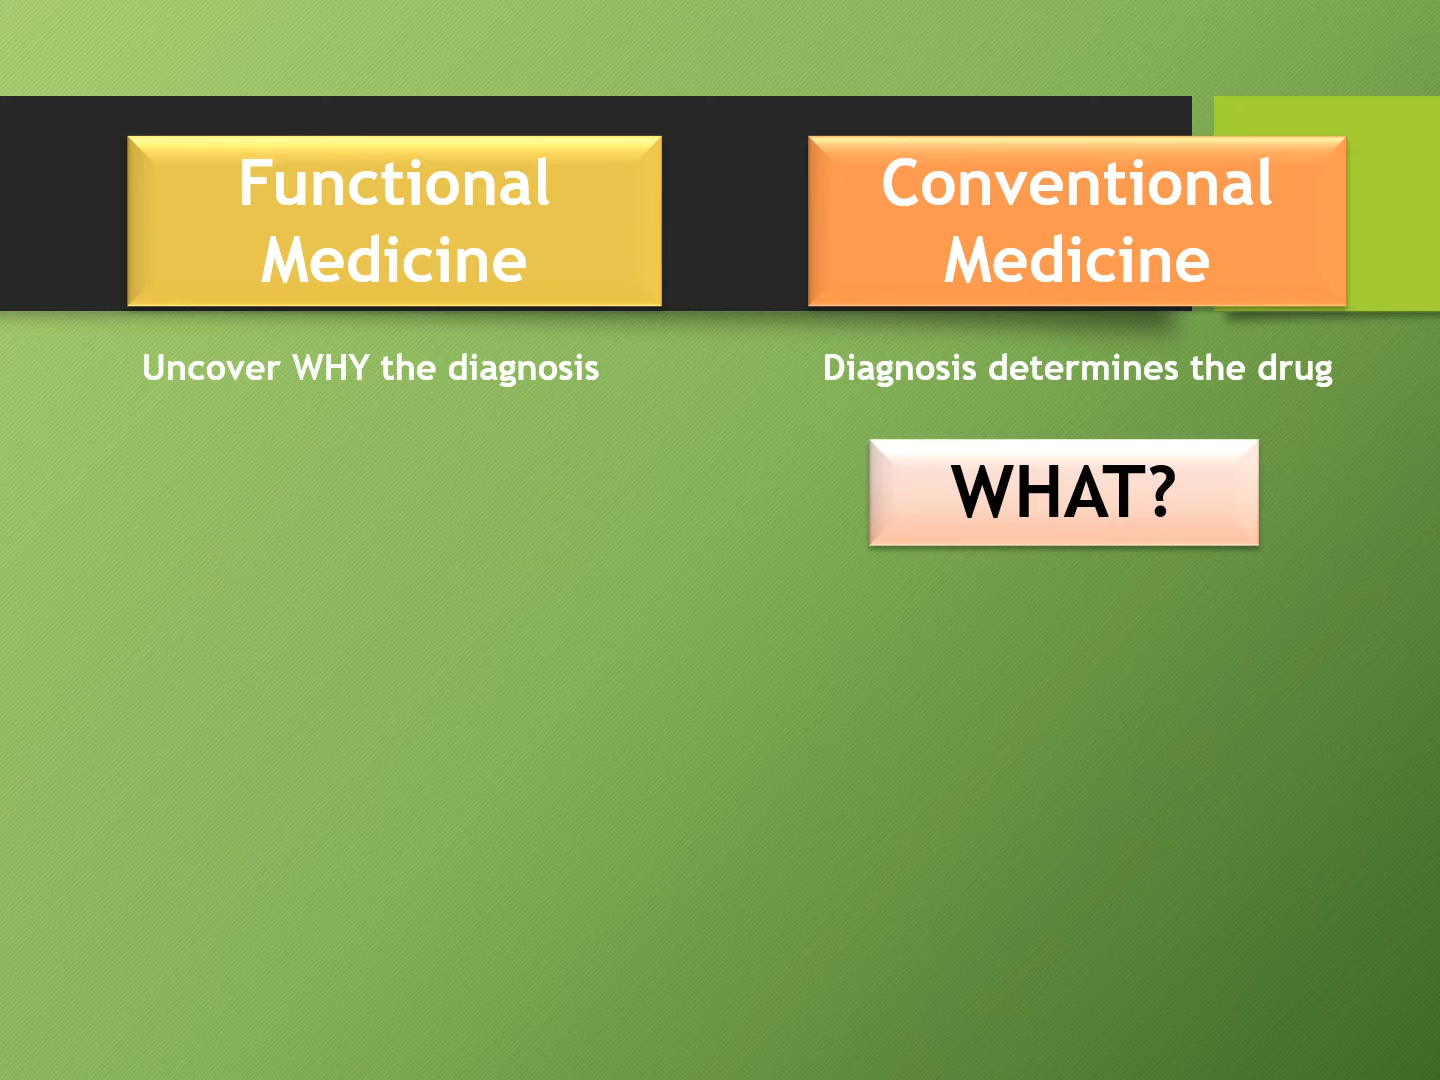 Functional
Medicine
Conventional
Medicine
Uncover WHY the diagnosis
Diagnosis determines the drug
WHAT?